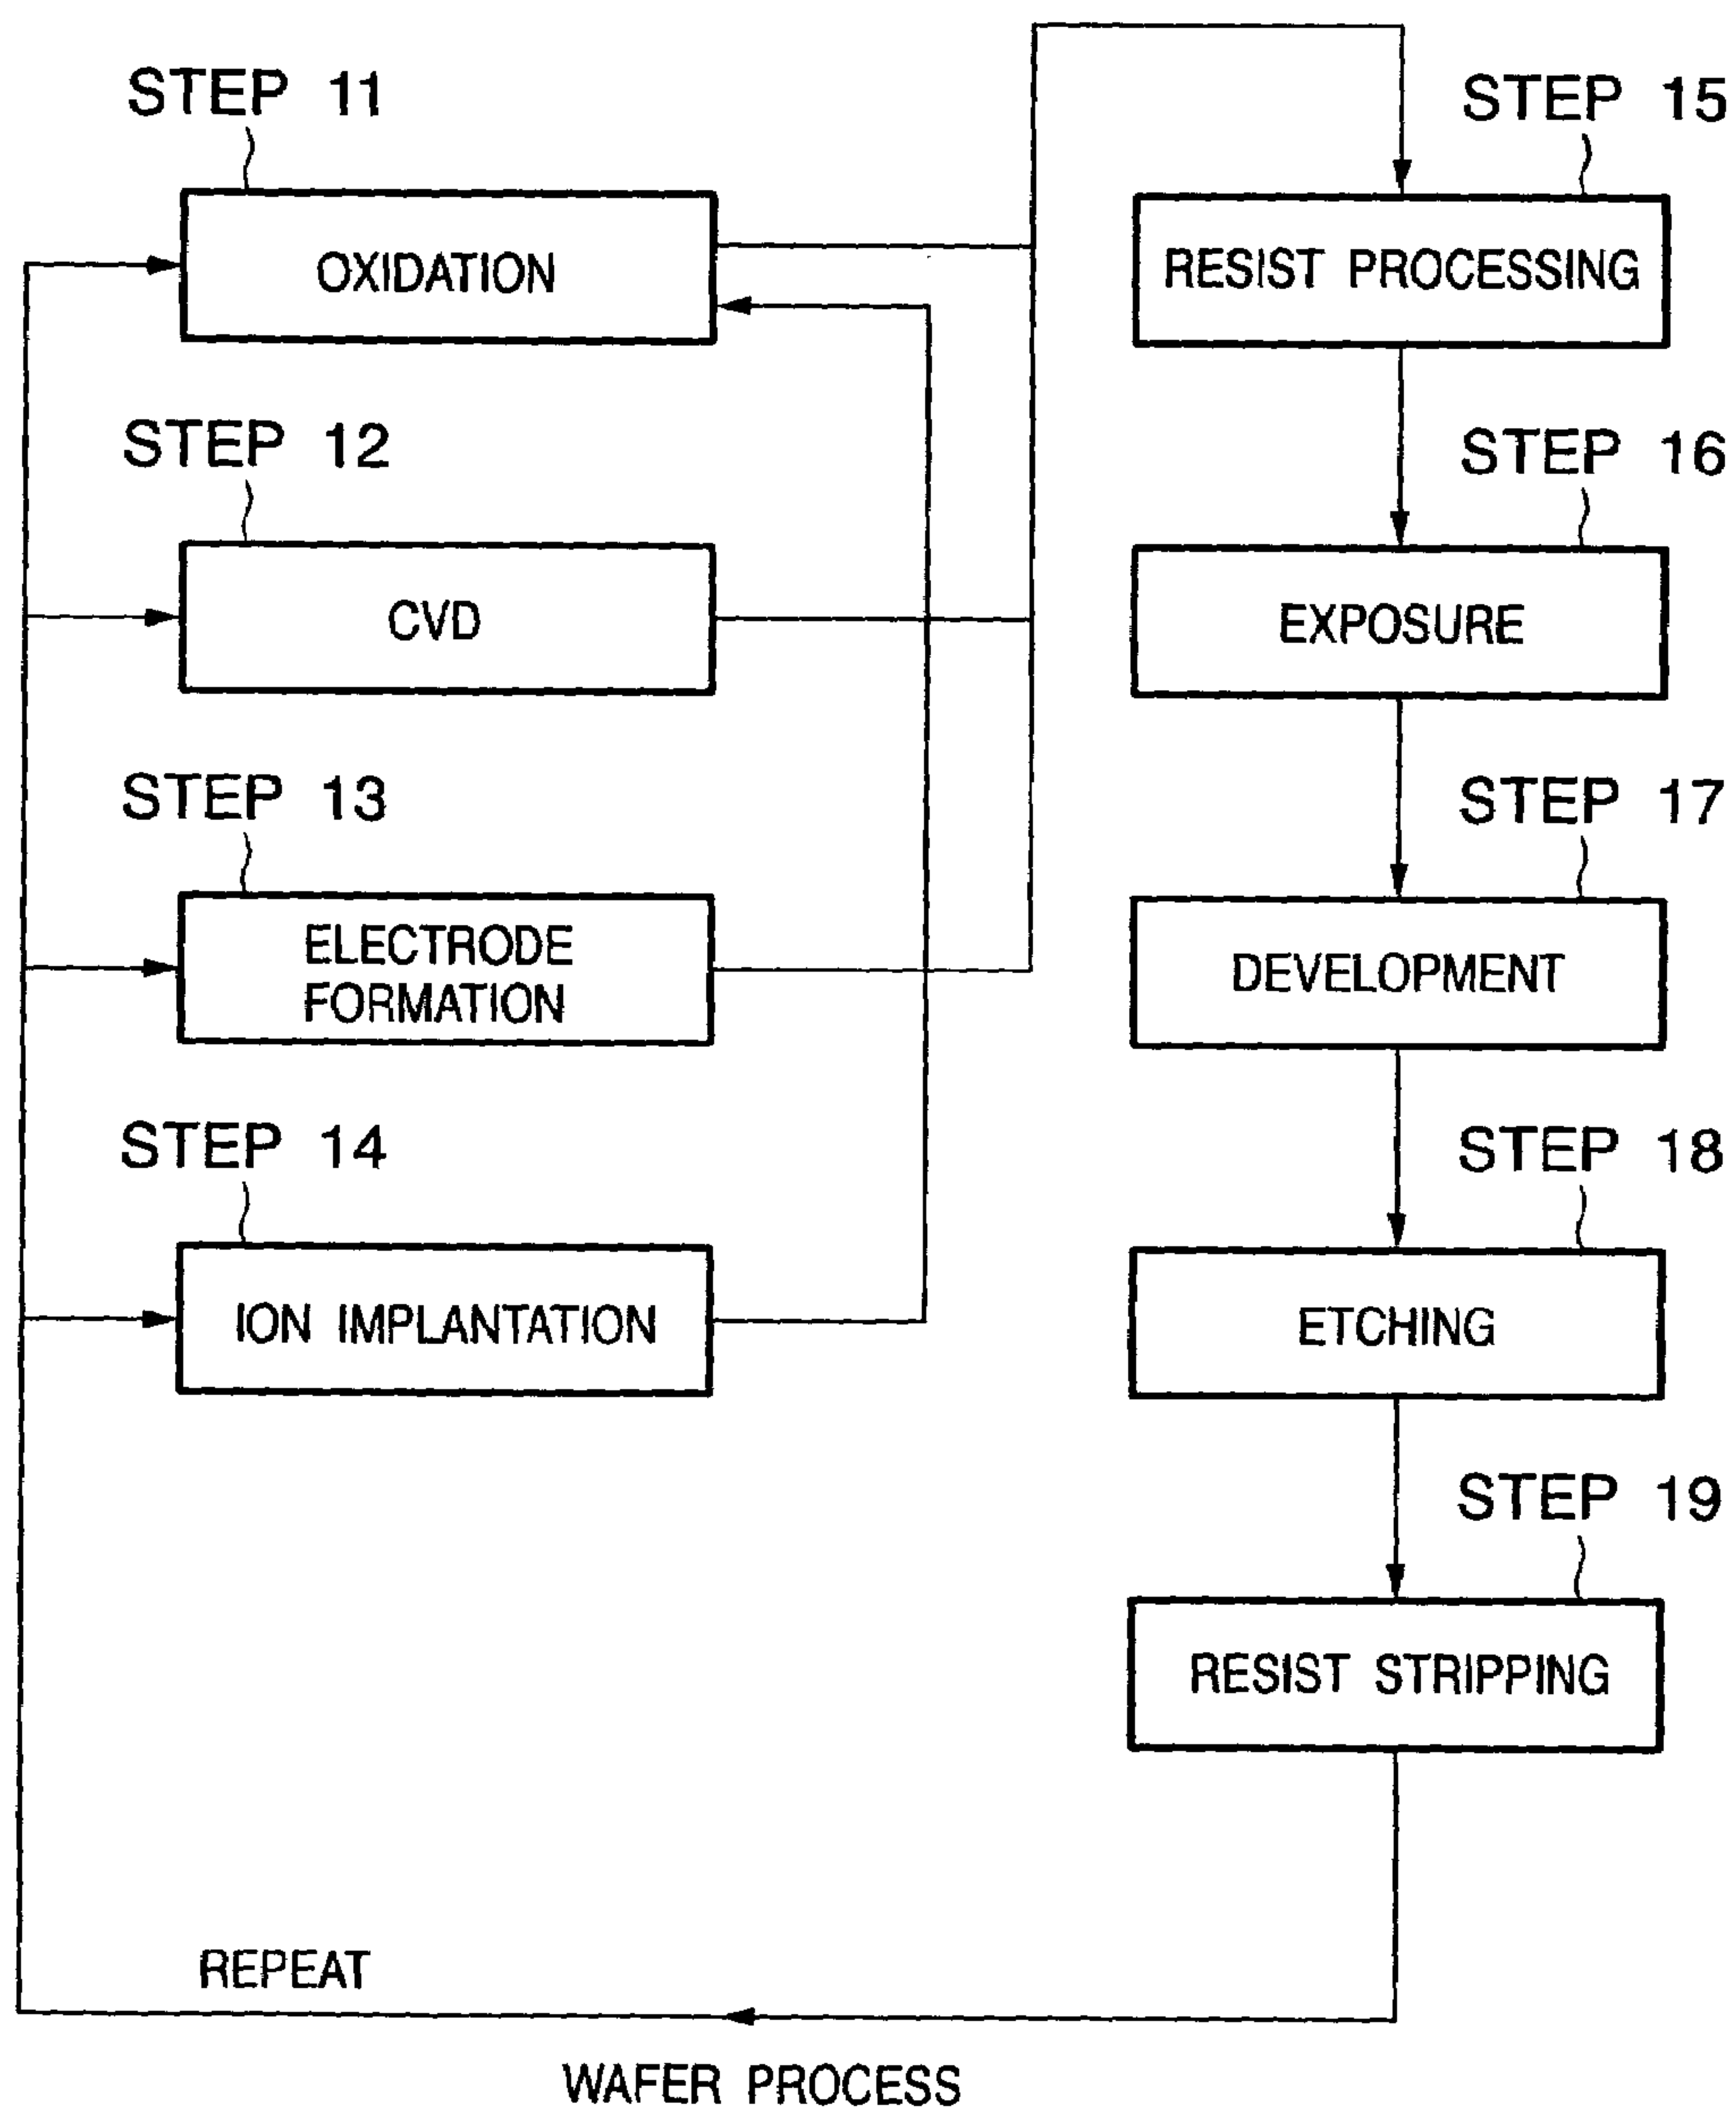 STEP 11
OXIDATION
STEP 12
CVD
STEP 13
ELECTRODE
FORMATION
STEP 14
ION IMPLANTATION
STEP 15
RESIST PROCESSING
STEP 16
EXPOSURE
STEP 17
DEVELOPMENT
STEP 18
ETCHING
STEP 19
RESIST STRIPPING
REPEAT
WAFER PROCESS